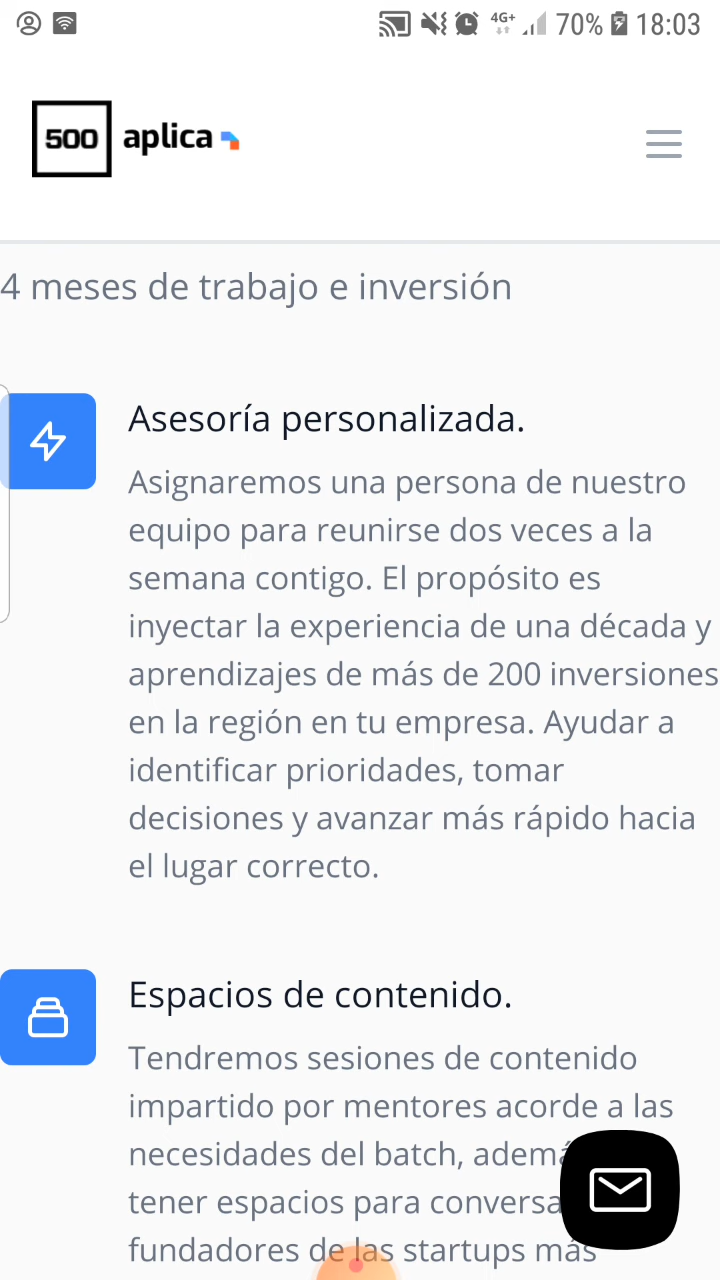 4G+ 70% 18:03
500 aplica
4 meses de trabajo e inversión
Asesoría personalizada.
Asignaremos una persona de nuestro
equipo para reunirse dos veces a la
semana contigo. El propósito es
inyectar la experiencia de una década y
aprendizajes de más de 200 inversiones
en la región en tu empresa. Ayudar a
identificar prioridades, tomar
decisiones y avanzar más rápido hacia
el lugar correcto.
Espacios de contenido.
Tendremos sesiones de contenido
impartido por mentores acorde a las
necesidades del batch, ademá
tener espacios para conversa
fundadores de las startups más